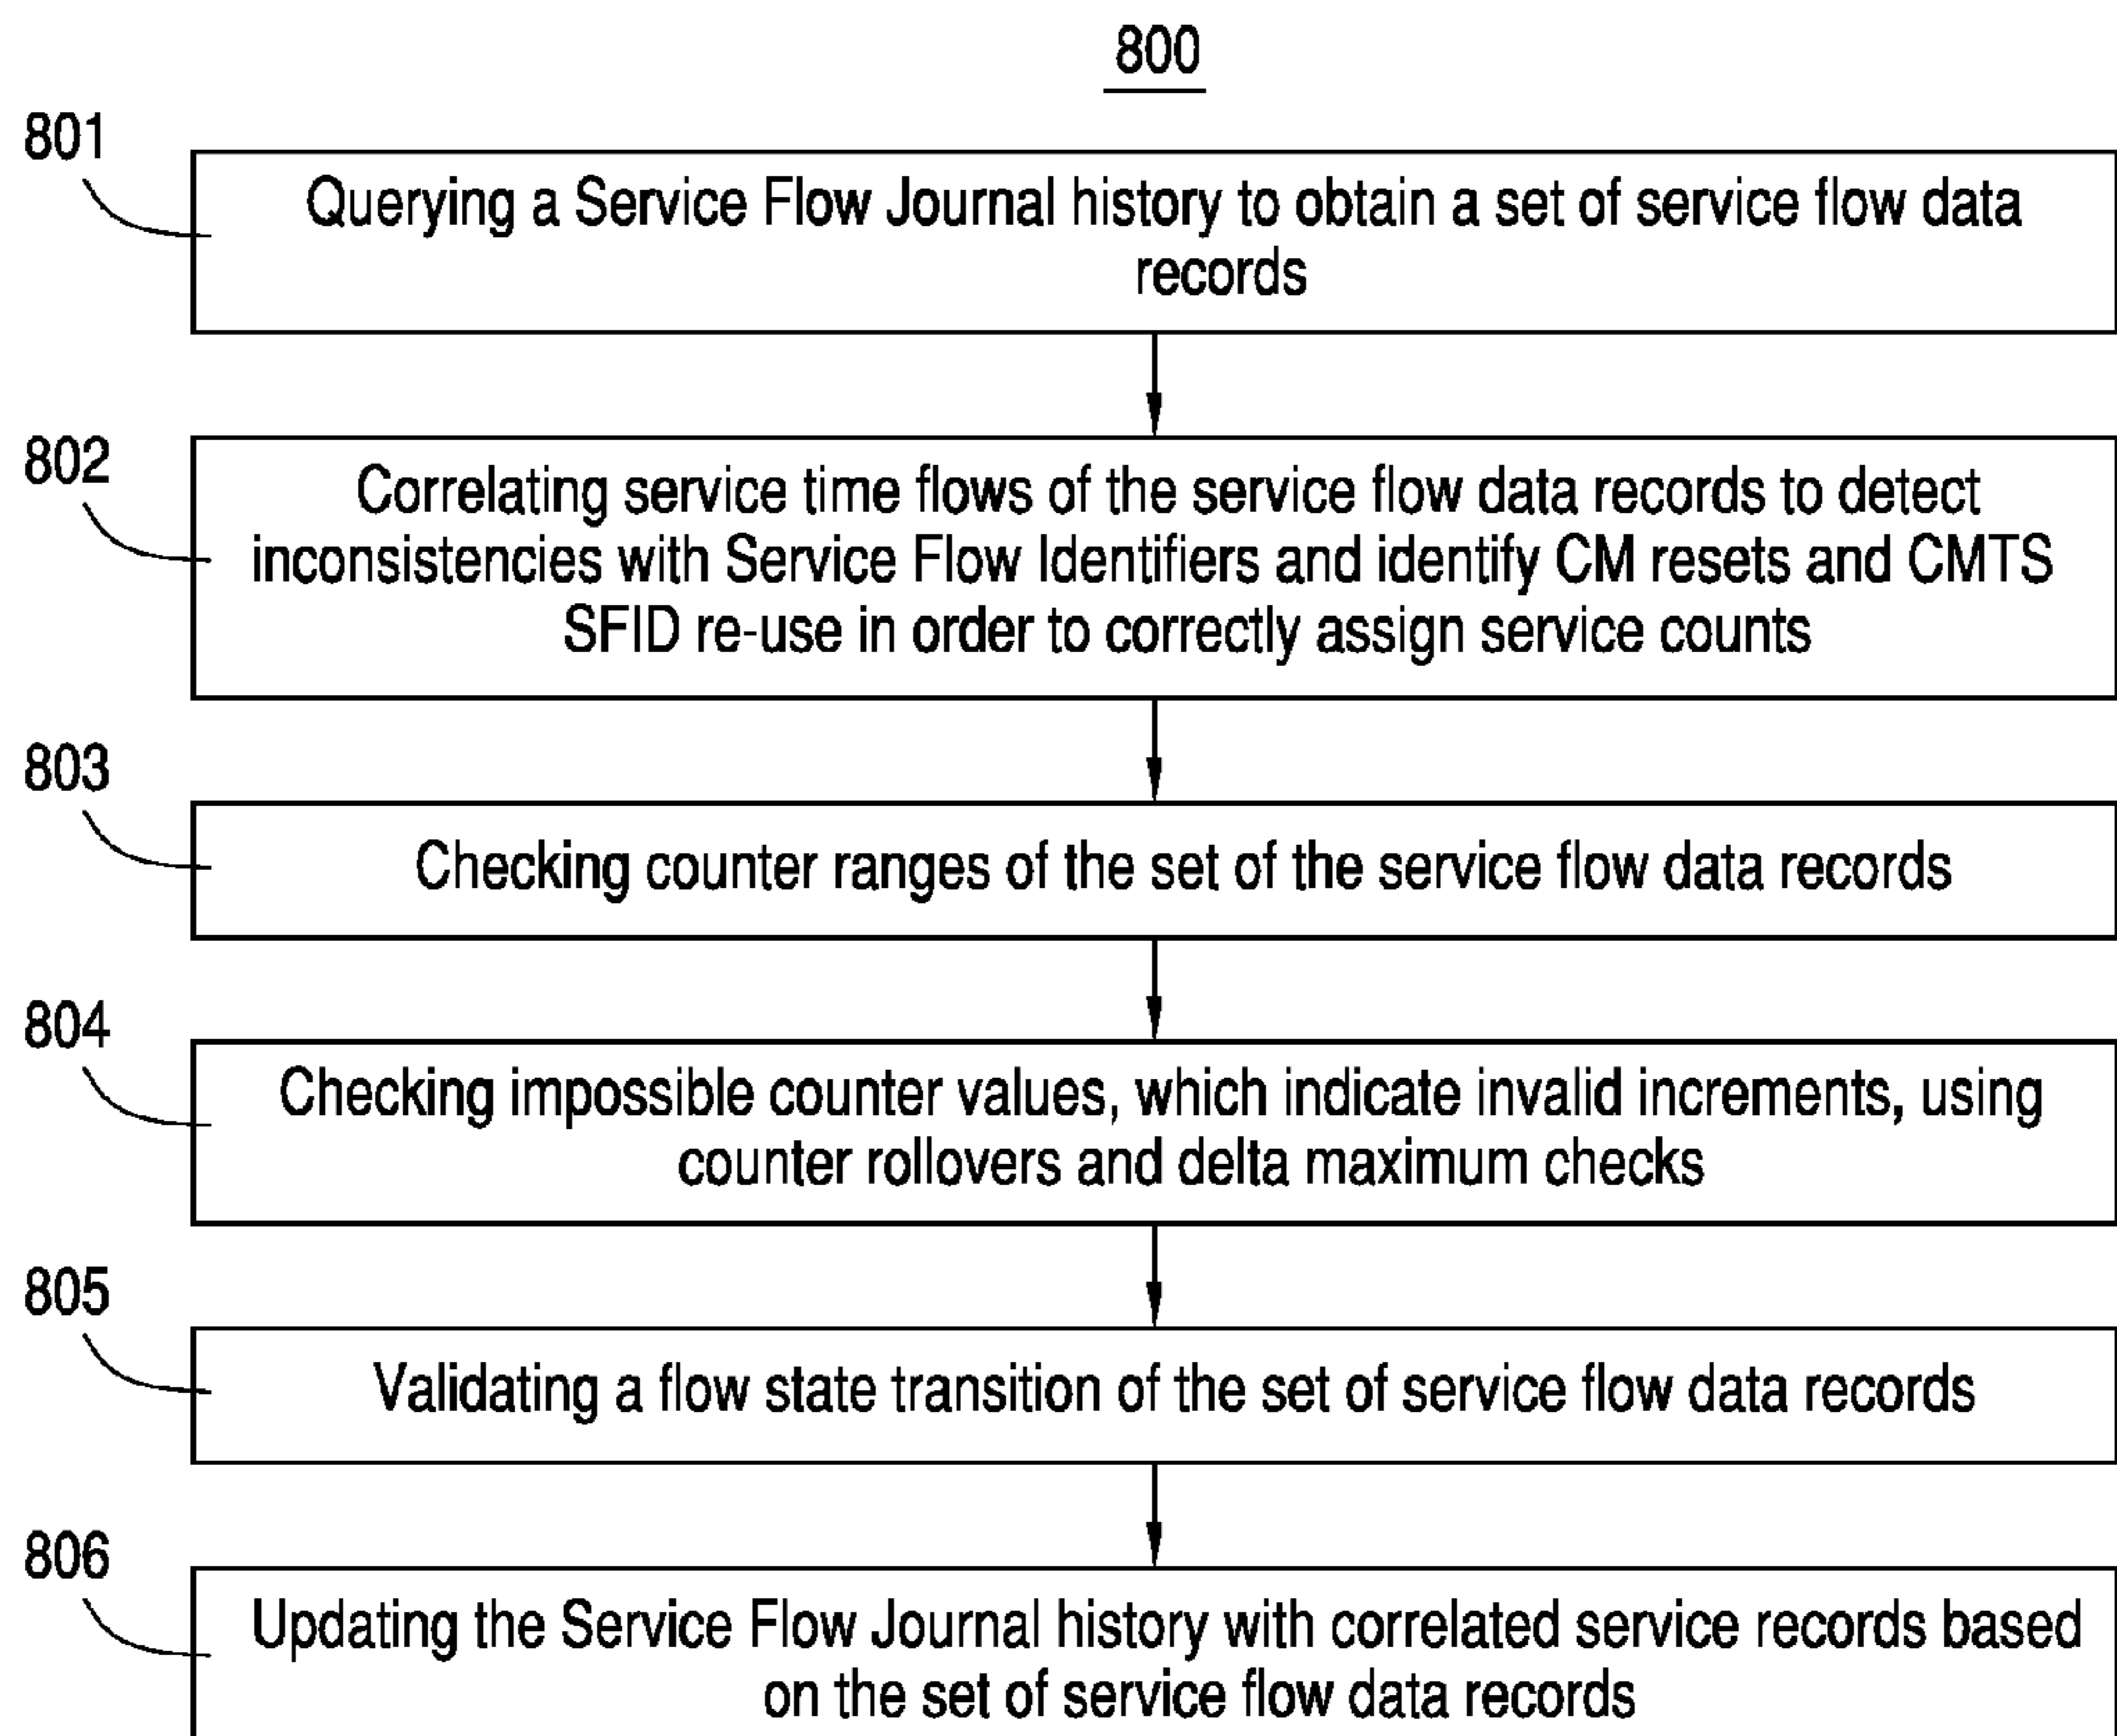 800
801
Querying a Service Flow Journal history to obtain a set of service flow data
records
802
Correlating service time flows of the service flow data records to detect
inconsistencies with Service Flow Identifiers and identify CM resets and CMTS
SFID re-use in order to correctly assign service counts
803
Checking counter ranges of the set of the service flow data records
804
Checking impossible counter values, which indicate invalid increments, using
counter rollovers and delta maximum checks
805
Validating a flow state transition of the set of service flow data records
806
Updating the Service Flow Journal history with correlated service records based
on the set of service flow data records